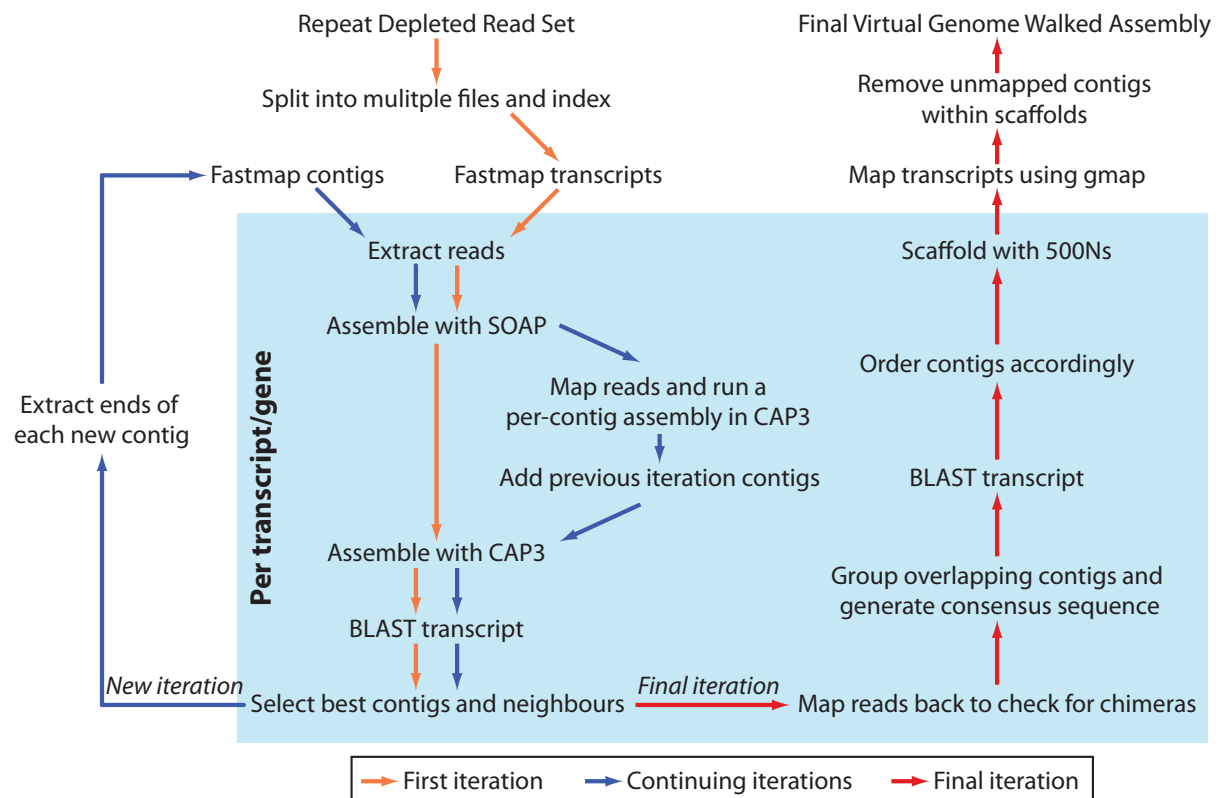 Repeat Depleted Read Set
Split into mulitple files and index
Fastmap contigs
Fastmap transcripts
Extract reads
Assemble with SOAP
Map reads and run a
per-contig assembly in CAP3
Add previous iteration contigs
Assemble with CAP3
BLAST transcript
Select best contigs and neighbours
New iteration
Extract ends of
each new contig
Per transcript/gene
Final iteration
Map reads back to check for chimeras
Group overlapping contigs and
generate consensus sequence
BLAST transcript
Order contigs accordingly
Scaffold with 500Ns
Map transcripts using gmap
Remove unmapped contigs
within scaffolds
Final Virtual Genome Walked Assembly
First iteration
Continuing iterations
Final iteration